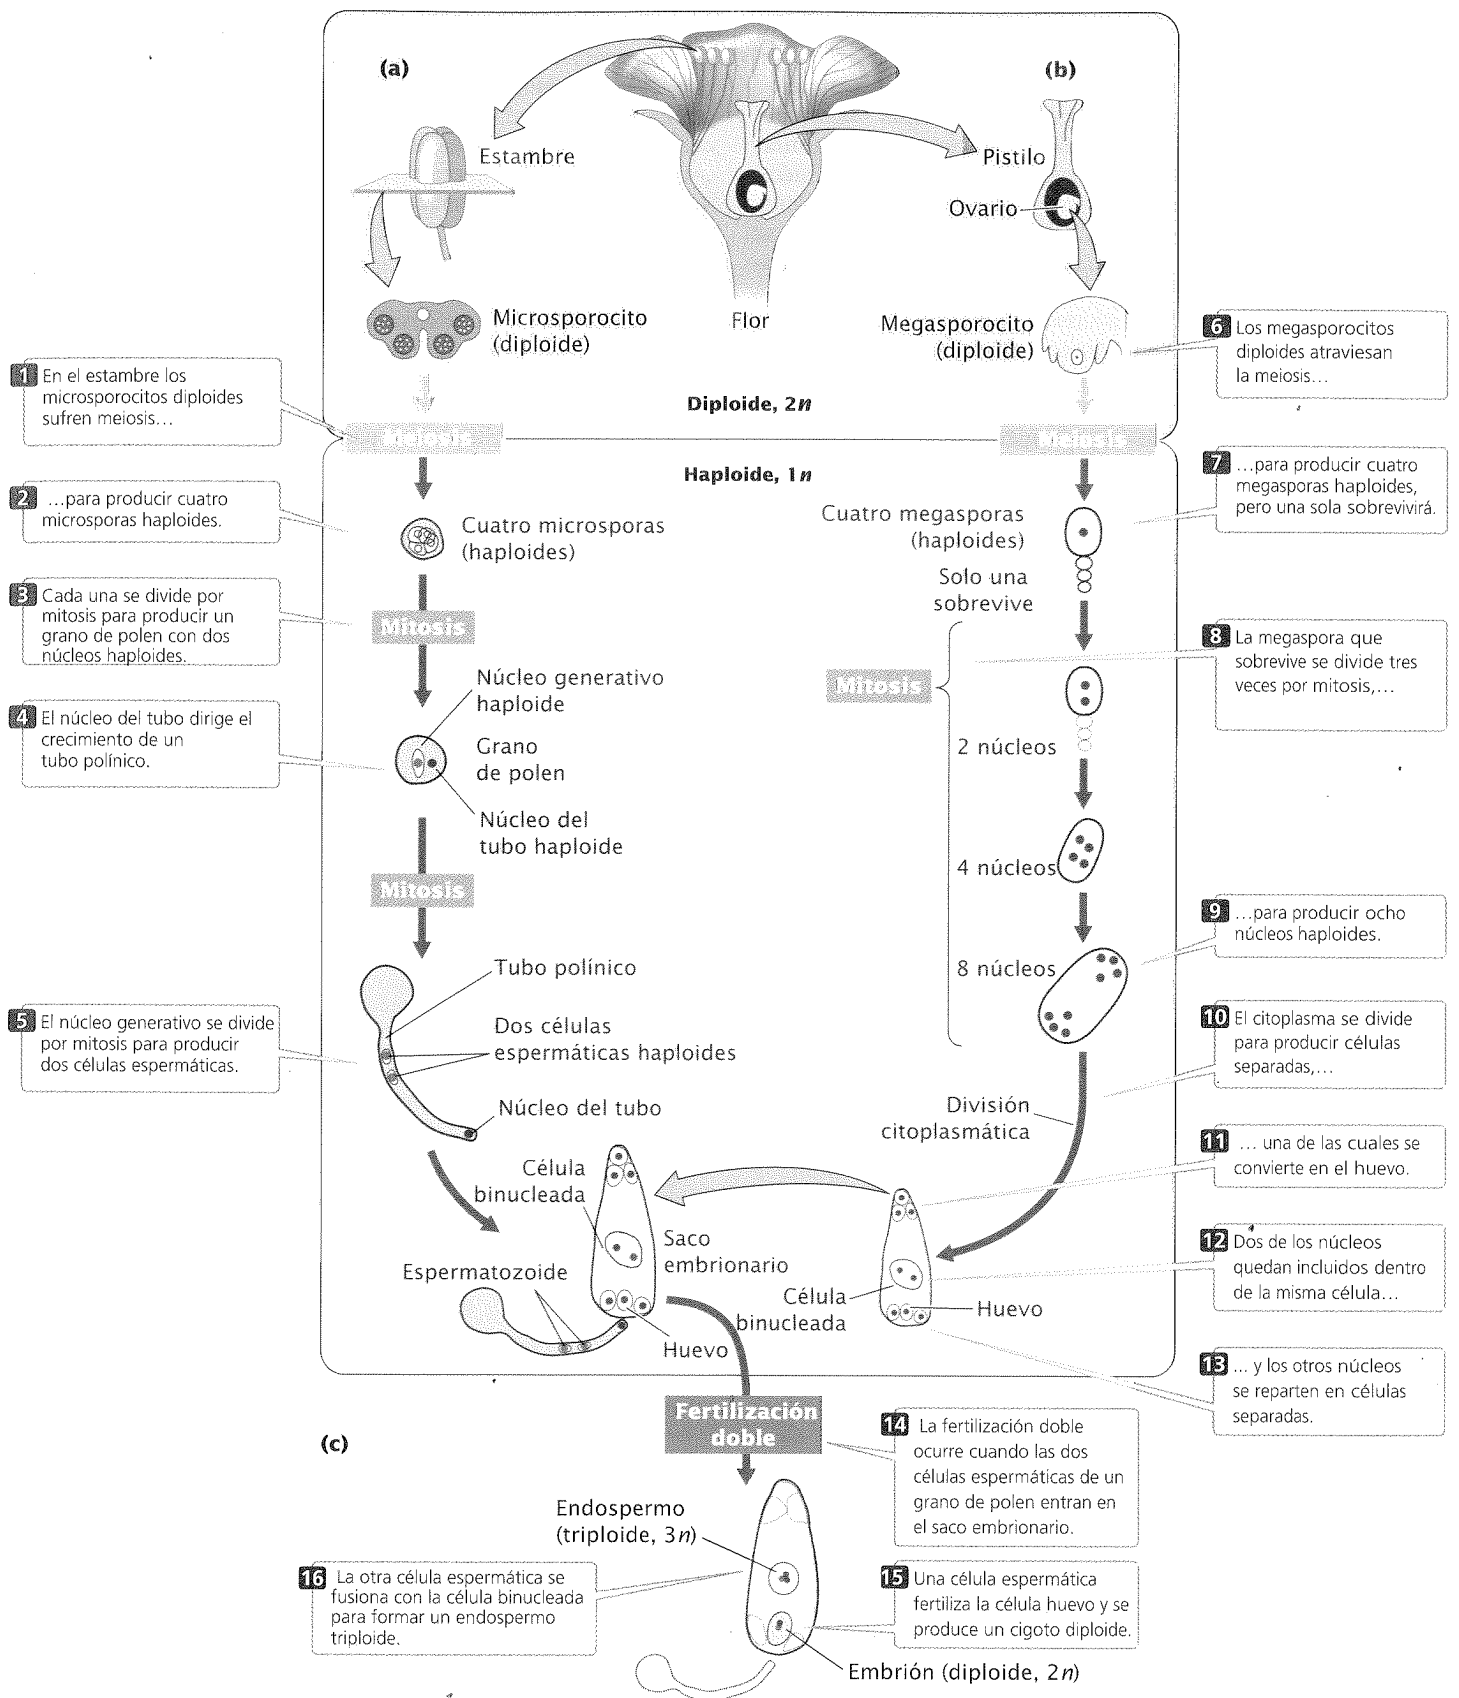 (a)
(b)
Estambre
Pistilo
Ovario
Microsporocito
(diploide)
Flor
Megasporocito
(diploide)
6 Los megasporocitos
diploides atraviesan
la meiosis...
1 En el estambre los
microsporocitos diploides
sufren meiosis...
Diploide, 2n
Meiosis
Meiosis
Haploide, 1n
7 ...para producir cuatro
megasporas haploides,
pero una sola sobrevivirá.
2 ...para producir cuatro
microsporas haploides.
Cuatro microsporas
(haploides)
Cuatro megasporas
(haploides)
Solo una
sobrevive
3 Cada una se divide por
mitosis para producir un
grano de polen con dos
núcleos haploides.
Mitosis
8 La megaspora que
sobrevive se divide tres
veces por mitosis,...
Mitosis
Núcleo generativo
haploide
4 El núcleo del tubo dirige el
crecimiento de un
tubo polínico.
Grano
de polen
2 núcleos
Núcleo del
tubo haploide
4 núcleos
Mitosis
9 ...para producir ocho
núcleos haploides.
Tubo polínico
8 núcleos
5 El núcleo generativo se divide
por mitosis para producir
dos células espermáticas.
Dos células
espermáticas haploides
10 El citoplasma se divide
para producir células
separadas,...
Núcleo del tubo
División
citoplasmática
11 ... una de las cuales se
convierte en el huevo.
Célula
binucleada
Saco
embrionario
12 Dos de los núcleos
quedan incluidos dentro
de la misma célula...
Espermatozoide
Célula
binucleada
Huevo
Huevo
13 ... y los otros núcleos
se reparten en células
separadas.
Fertilización
doble
(c)
14 La fertilización doble
ocurre cuando las dos
células espermáticas de un
grano de polen entran en
el saco embrionario.
Endospermo
(triploide, 3n)
16 La otra célula espermática se
fusiona con la célula binucleada
para formar un endospermo
triploide.
15 Una célula espermática
fertiliza la célula huevo y se
produce un cigoto diploide.
Embrión (diploide, 2n)